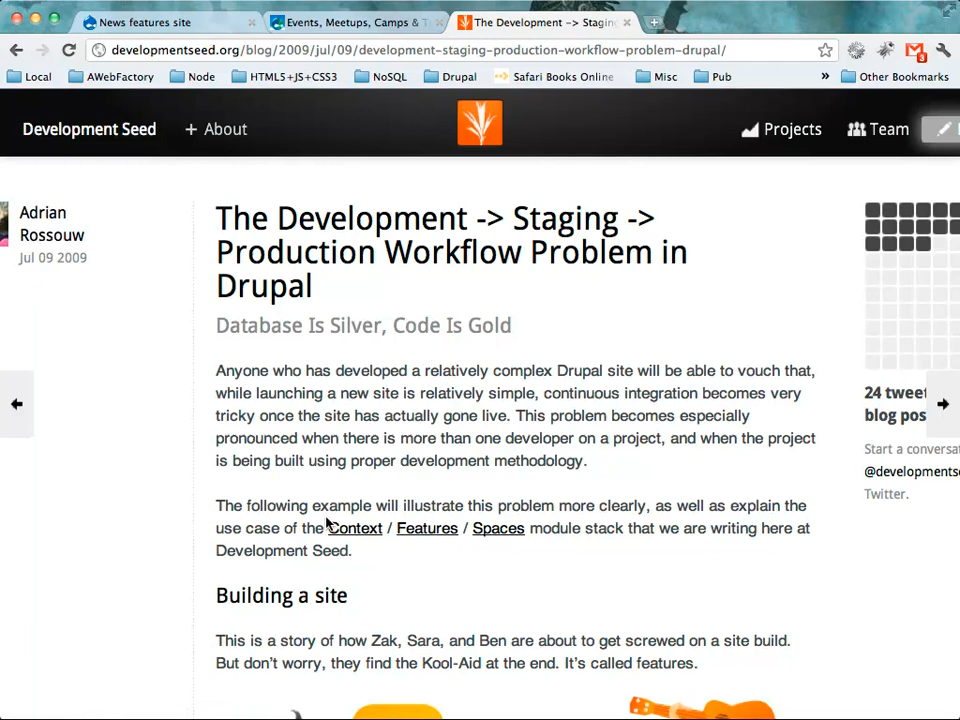 News features site
Events, Meetups, Camps & T
The Development -> Staging
developmentseed.org/blog/2009/jul/09/development-staging-production-workflow-problem-drupal/
3
Local AWebFactory Node HTML5+JS+CSS3 NoSQL Drupal Safari Books Online Misc Pub » Other Bookmarks
Development Seed + About Projects Team
Adrian
Rossouw
Jul 09 2009
The Development -> Staging ->
Production Workflow Problem in
Drupal
Database Is Silver, Code Is Gold
Anyone who has developed a relatively complex Drupal site will be able to vouch that,
while launching a new site is relatively simple, continuous integration becomes very
tricky once the site has actually gone live. This problem becomes especially
pronounced when there is more than one developer on a project, and when the project
is being built using proper development methodology.
The following example will illustrate this problem more clearly, as well as explain the
use case of the Context / Features / Spaces module stack that we are writing here at
Development Seed.
Building a site
This is a story of how Zak, Sara, and Ben are about to get screwed on a site build.
But don't worry, they find the Kool-Aid at the end. It's called features.
24 tweet
blog pos
Start a conversa
@developments
Twitter.